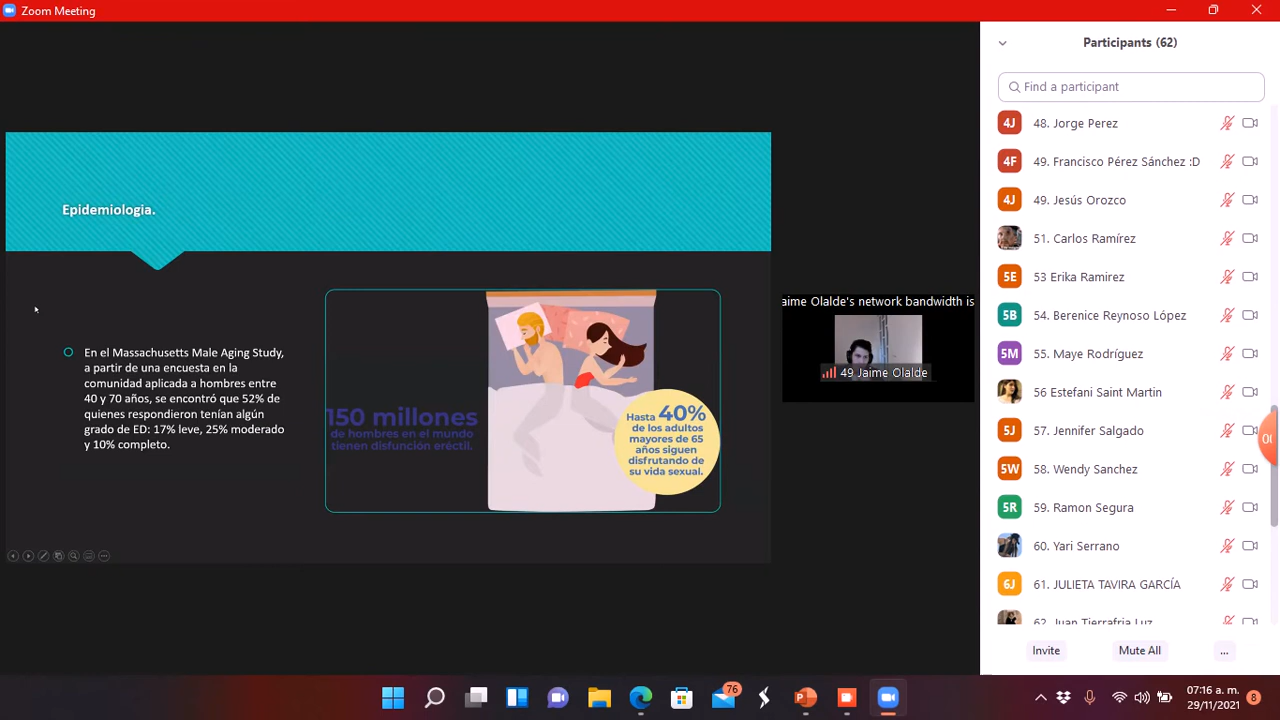 Zoom Meeting
Epidemiologia.
En el Massachusetts Male Aging Study,
a partir de una encuesta en la
comunidad aplicada a hombres entre
40 y 70 años, se encontró que 52% de
quienes respondieron tenían algún
grado de ED: 17% leve, 25% moderado
y 10% completo.
150 millones
de hombres en el mundo
tienen disfunción eréctil.
Hasta 40%
de los adultos
mayores de 65
años siguen
disfrutando de
su vida sexual.
aime Olalde's network bandwidth is
49 Jaime Olalde
Participants (62)
Find a participant
4J 48. Jorge Perez
4F 49. Francisco Pérez Sánchez :D
4J 49. Jesús Orozco
51. Carlos Ramírez
5E 53 Erika Ramirez
5B 54. Berenice Reynoso López
5M 55. Maye Rodríguez
56 Estefani Saint Martin
5J 57. Jennifer Salgado
5W 58. Wendy Sanchez
5R 59. Ramon Segura
60. Yari Serrano
6J 61. JULIETA TAVIRA GARCÍA
62. Juan Tierrafria Luz
Invite
Mute All
...
76
07:16 a. m.
29/11/2021
8